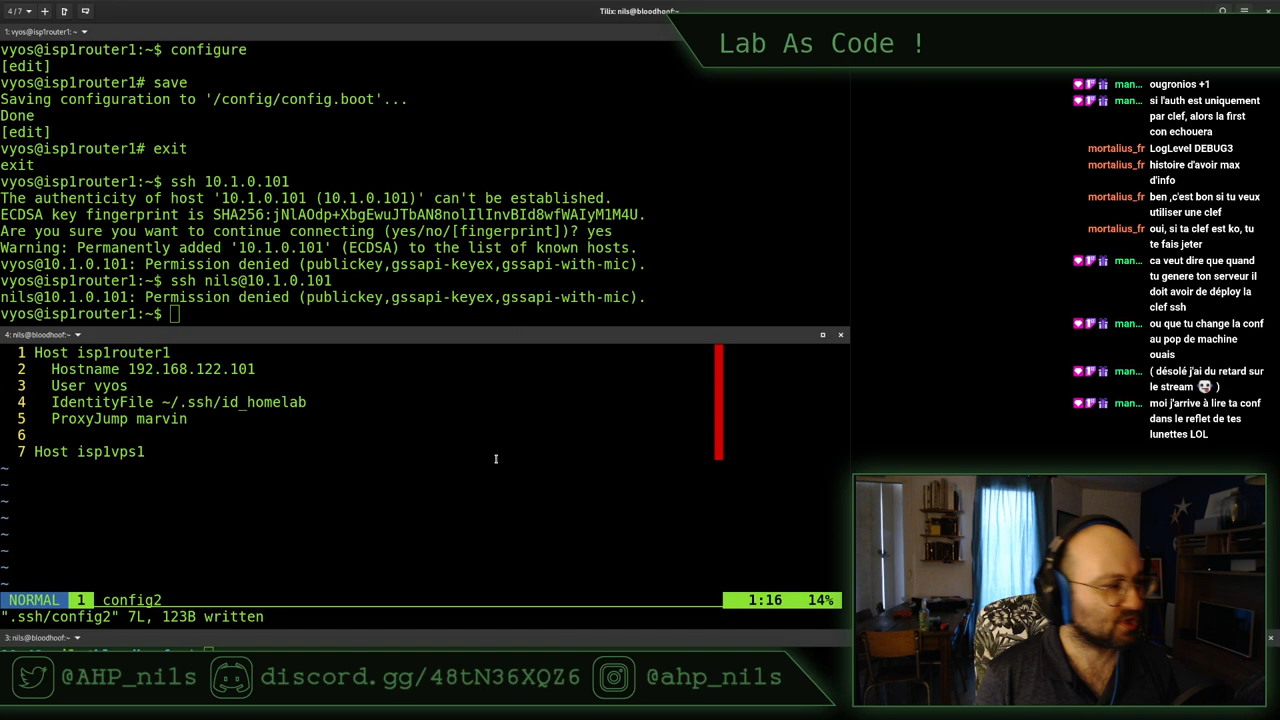 4 / 7
Tilix: nils@bloodhoof:~
1: vyos@isp1router1: ~
Lab As Code !
vyos@isp1router1:~$ configure
[edit]
vyos@isp1router1# save
Saving configuration to '/config/config.boot'...
Done
[edit]
vyos@isp1router1# exit
exit
vyos@isp1router1:~$ ssh 10.1.0.101
The authenticity of host '10.1.0.101 (10.1.0.101)' can't be established.
ECDSA key fingerprint is SHA256:jNlAOdp+XbgEwuJTbAN8nolIlInvBId8wfWAIyM1M4U.
Are you sure you want to continue connecting (yes/no/[fingerprint])? yes
Warning: Permanently added '10.1.0.101' (ECDSA) to the list of known hosts.
vyos@10.1.0.101: Permission denied (publickey,gssapi-keyex,gssapi-with-mic).
vyos@isp1router1:~$ ssh nils@10.1.0.101
nils@10.1.0.101: Permission denied (publickey,gssapi-keyex,gssapi-with-mic).
vyos@isp1router1:~$
4: nils@bloodhoof:~
1 Host isp1router1
2 Hostname 192.168.122.101
3 User vyos
4 IdentityFile ~/.ssh/id_homelab
5 ProxyJump marvin
6
7 Host isp1vps1
~
~
~
~
~
~
~
~
NORMAL 1 config2 1:16 14%
".ssh/config2" 7L, 123B written
3: nils@bloodhoof:~
man... ougronios +1
man... si l'auth est uniquement
par clef, alors la first
con echouera
mortalius_fr LogLevel DEBUG3
mortalius_fr histoire d'avoir max
d'info
mortalius_fr ben ,c'est bon si tu veux
utiliser une clef
mortalius_fr oui, si ta clef est ko, tu
te fais jeter
man... ca veut dire que quand
tu genere ton serveur il
doit avoir de déploy la
clef ssh
man... ou que tu change la conf
au pop de machine
ouais
man... ( désolé j'ai du retard sur
le stream )
man... moi j'arrive à lire ta conf
dans le reflet de tes
lunettes LOL
@AHP_nils discord.gg/48tN36XQZ6 @ahp_nils